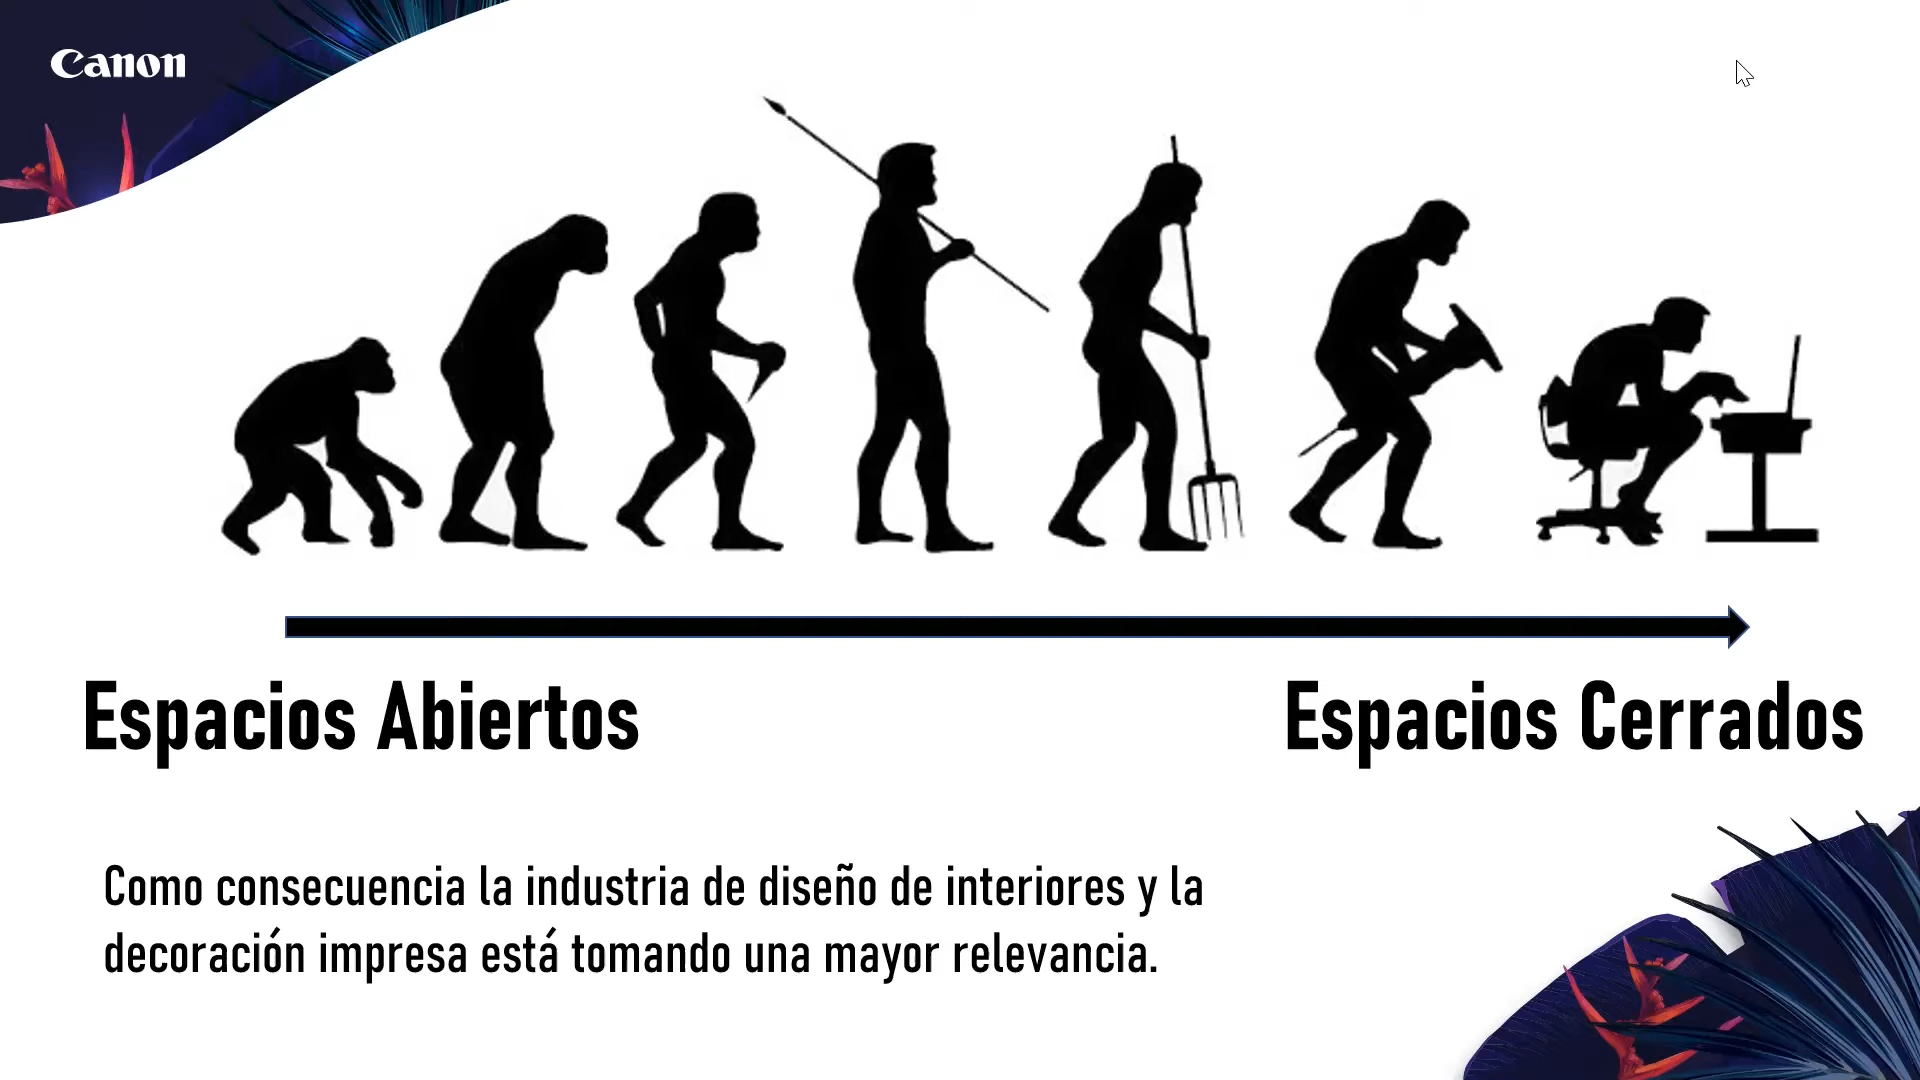 Canon
Espacios Abiertos
Espacios Cerrados
Como consecuencia la industria de diseño de interiores y la
decoración impresa está tomando una mayor relevancia.